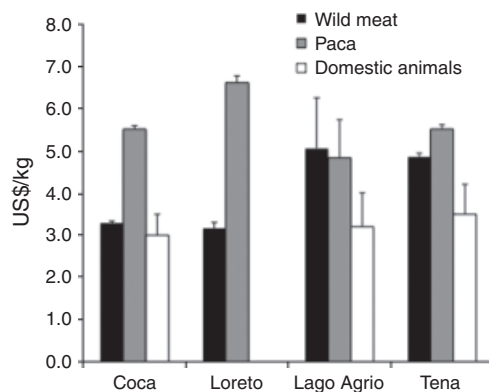 8.0
7.0
6.0
5.0
4.0
3.0
2.0
1.0
0.0
US$/kg
Wild meat
Paca
Domestic animals
Coca Loreto Lago Agrio Tena